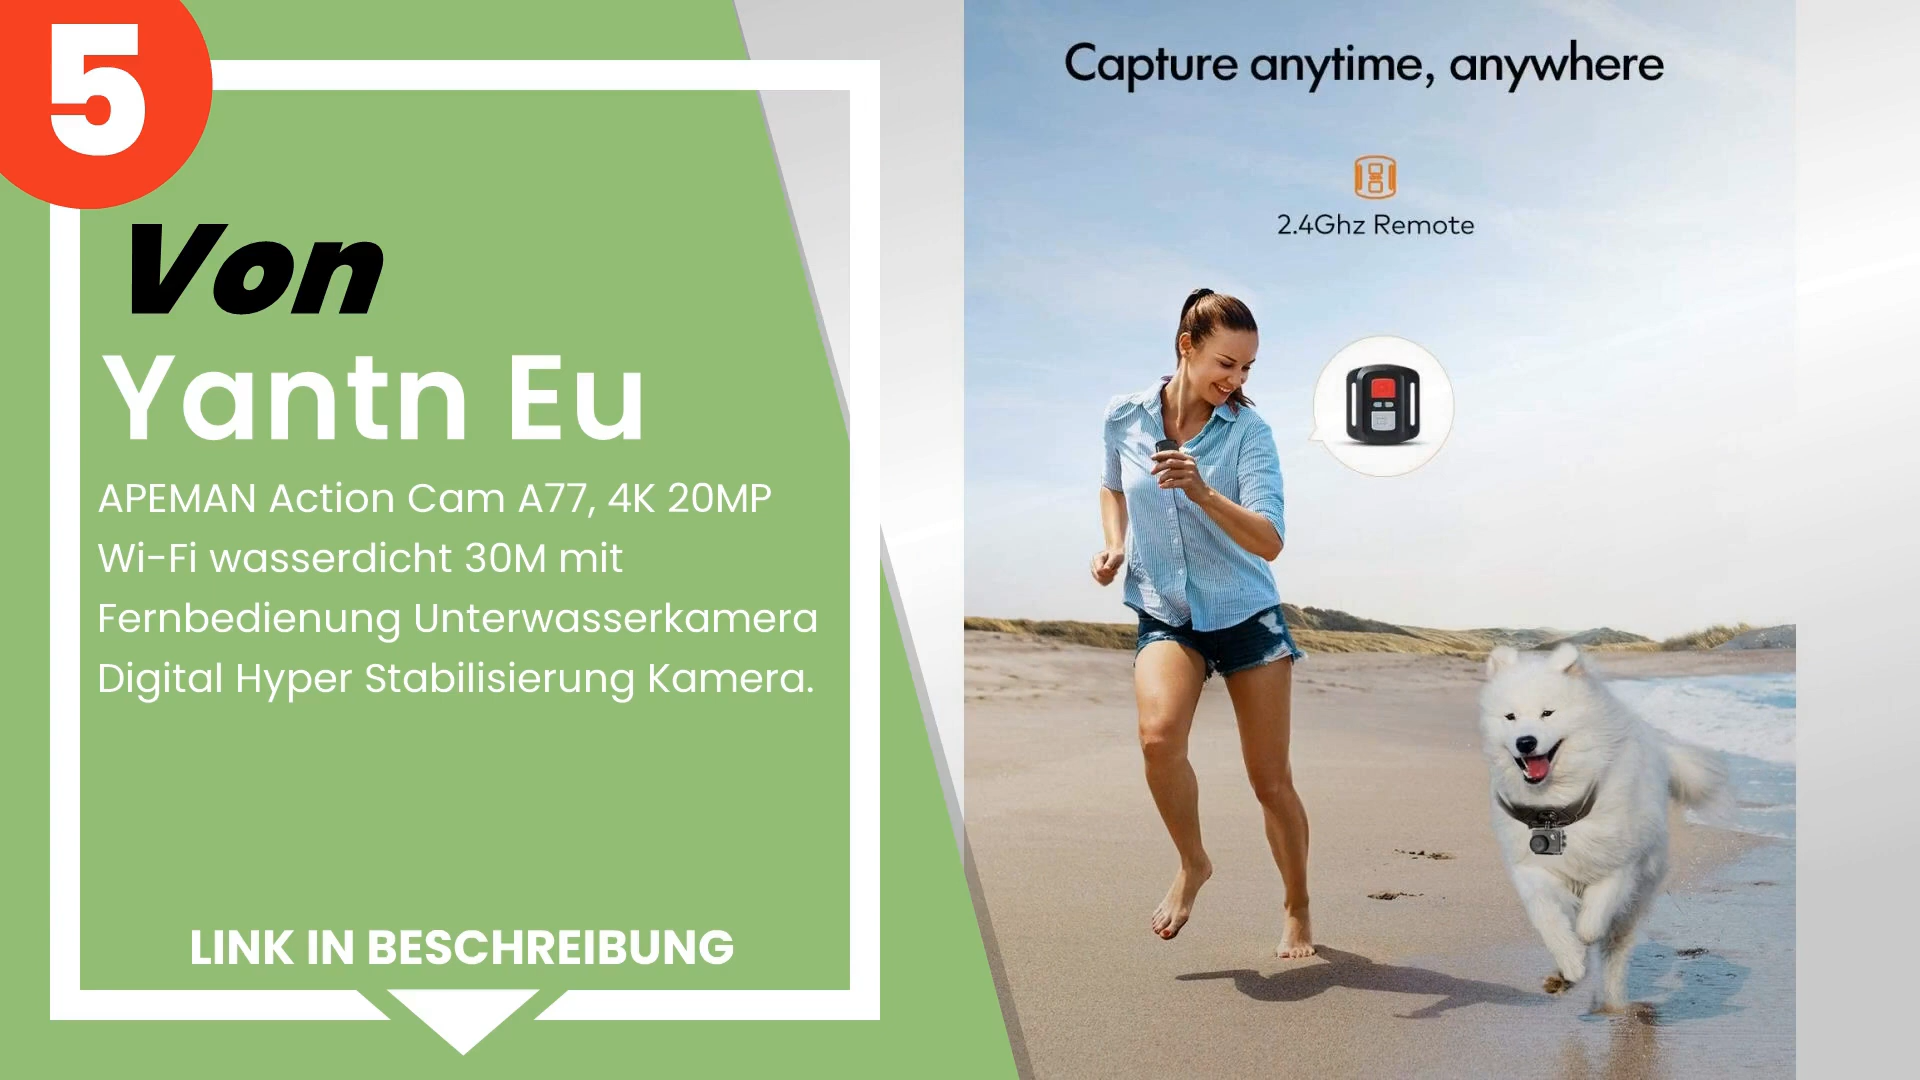 5
Von
Yantn Eu
APEMAN Action Cam A77, 4K 20MP
Wi-Fi wasserdicht 30M mit
Fernbedienung Unterwasserkamera
Digital Hyper Stabilisierung Kamera.
LINK IN BESCHREIBUNG
Capture anytime, anywhere
2.4Ghz Remote